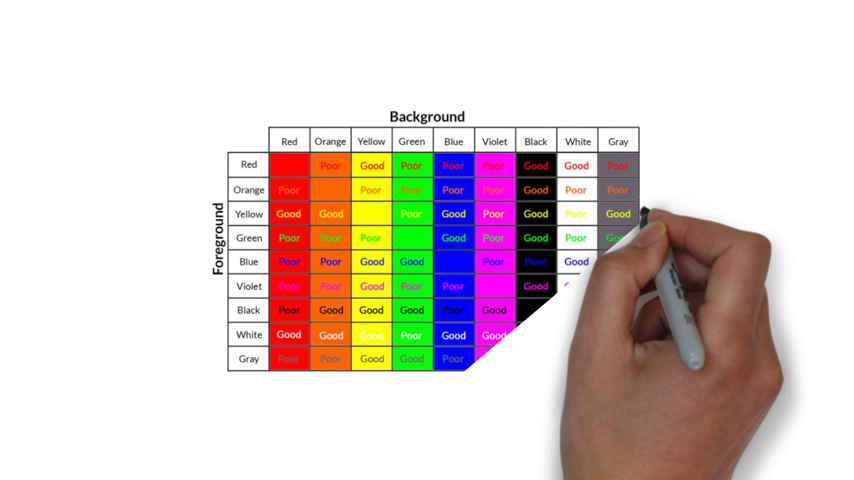 Background
Red Orange Yellow Green Blue Violet Black White Gray
Foreground
Red Poor Good Poor Poor Poor Good Good Poor
Orange Poor Poor Poor Poor Poor Good Poor Poor
Yellow Good Good Poor Good Poor Good Poor Good
Green Poor Poor Poor Good Poor Good Poor
Blue Poor Poor Good Good Poor Poor Good
Violet Poor Poor Good Poor Poor Good
Black Poor Good Good Good Poor Good
White Good Good Good Poor Good Good
Gray Poor Poor Good Good Poor